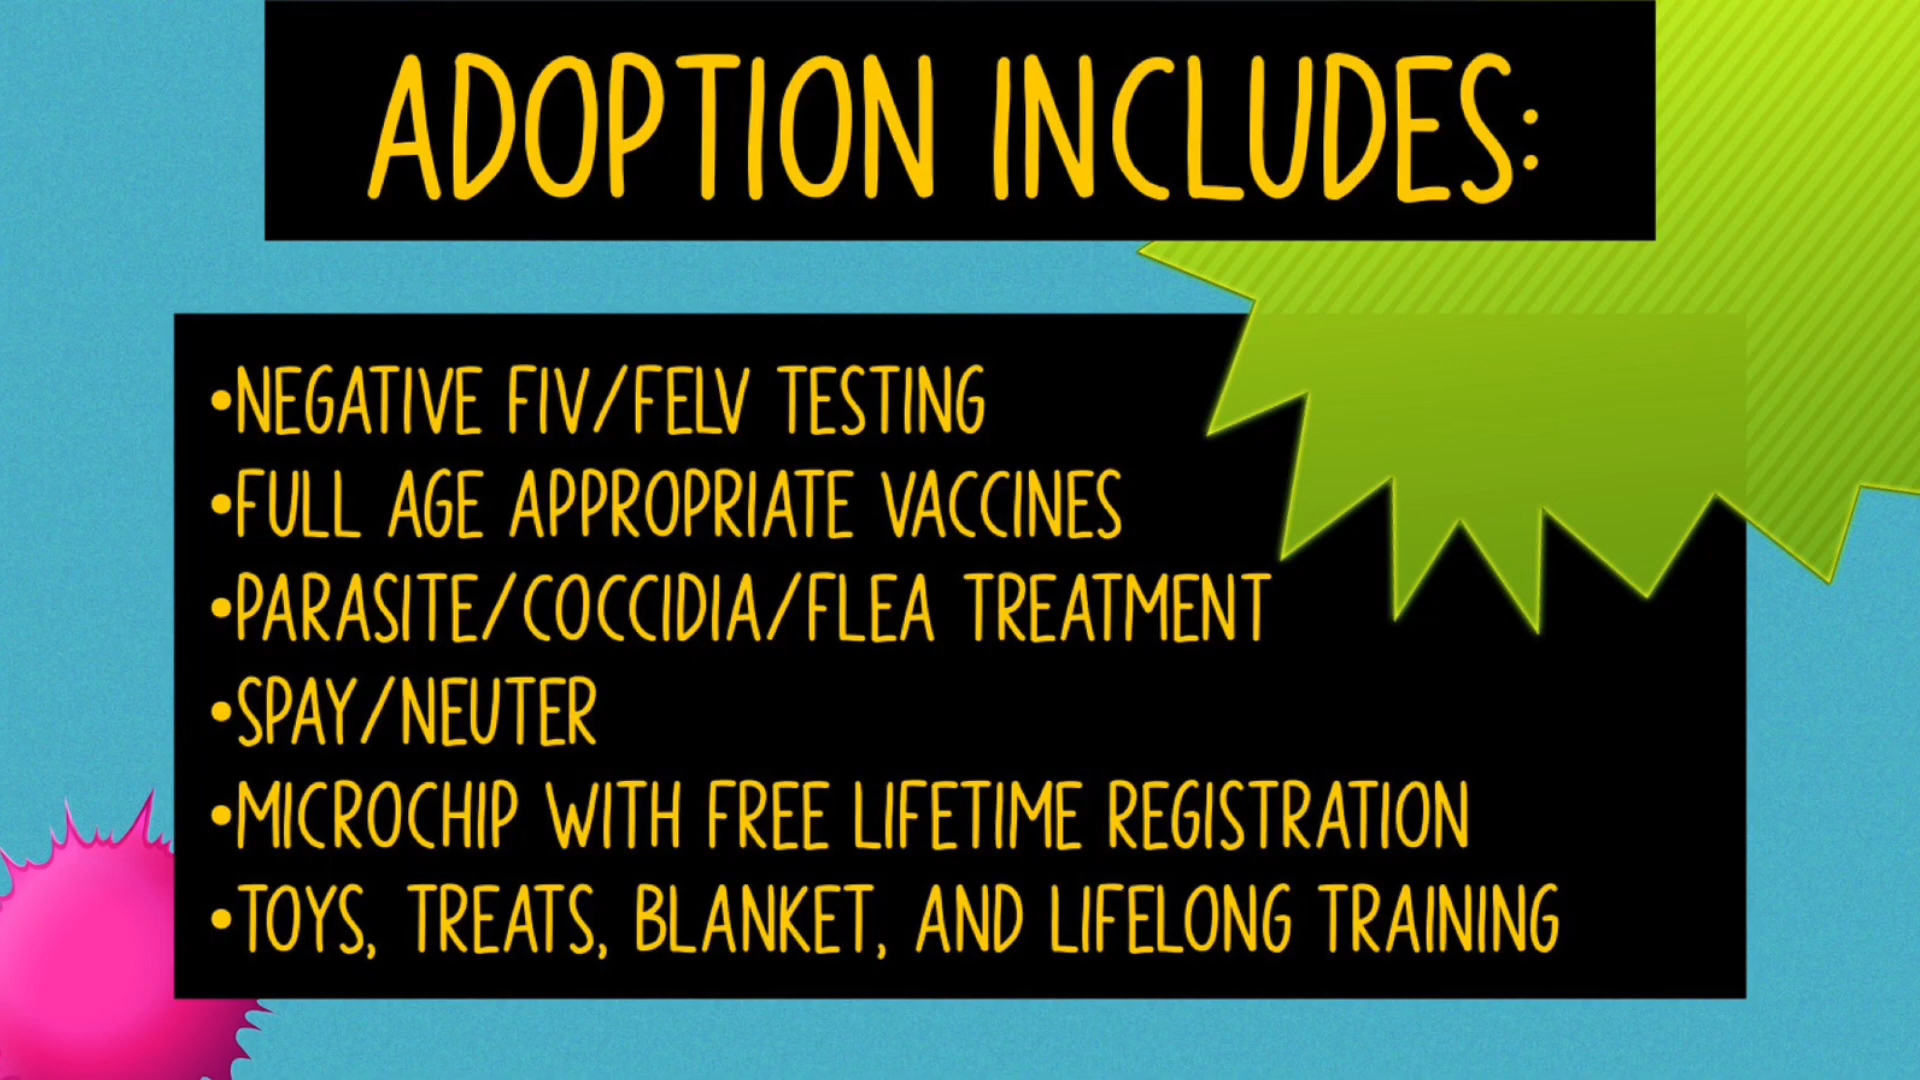 ADOPTION INCLUDES:
•NEGATIVE FIV/FELV TESTING
•FULL AGE APPROPRIATE VACCINES
•PARASITE/COCCIDIA/FLEA TREATMENT
•SPAY/NEUTER
•MICROCHIP WITH FREE LIFETIME REGISTRATION
•TOYS, TREATS, BLANKET, AND LIFELONG TRAINING